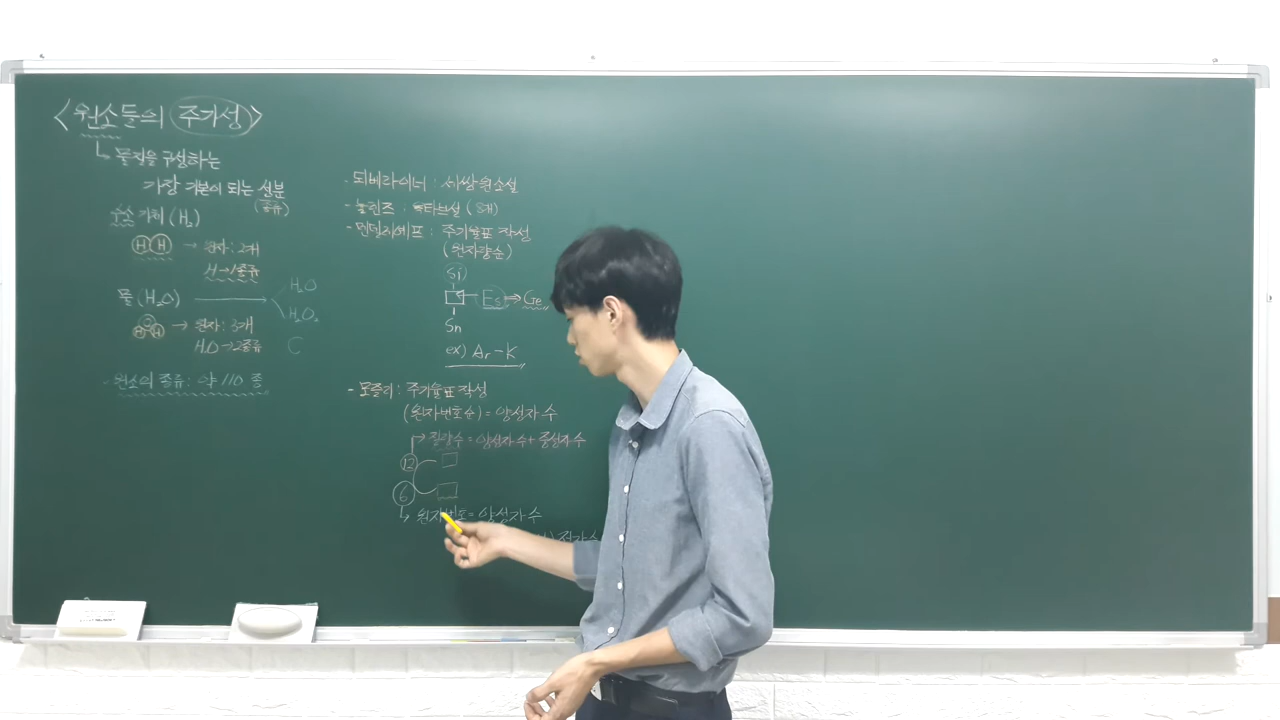 <원소들의 주기성>
물질을 구성하는
가장 기본이 되는 성분
(종류)
수소 기체 (H₂)
H H → 원자: 2개
H → 1종류
물 (H₂O) → H₂O
H₂O₂
→ 원자: 3개
H, O → 2종류
C
- 원소의 종류: 약 110 종
- 되베라이너 : 세쌍원소설
- 뉴랜즈 : 옥타브설 (8개)
- 멘델레예프 : 주기율표 작성
(원자량순)
Si
□ Es ⇒ Ge
Sn
ex) Ar - K
- 모즐리 : 주기율표 작성
(원자번호순) = 양성자 수
→ 질량수 = 양성자 수 + 중성자 수
12 □
6 □
↳ 원자번호 = 양성자 수
전자 수